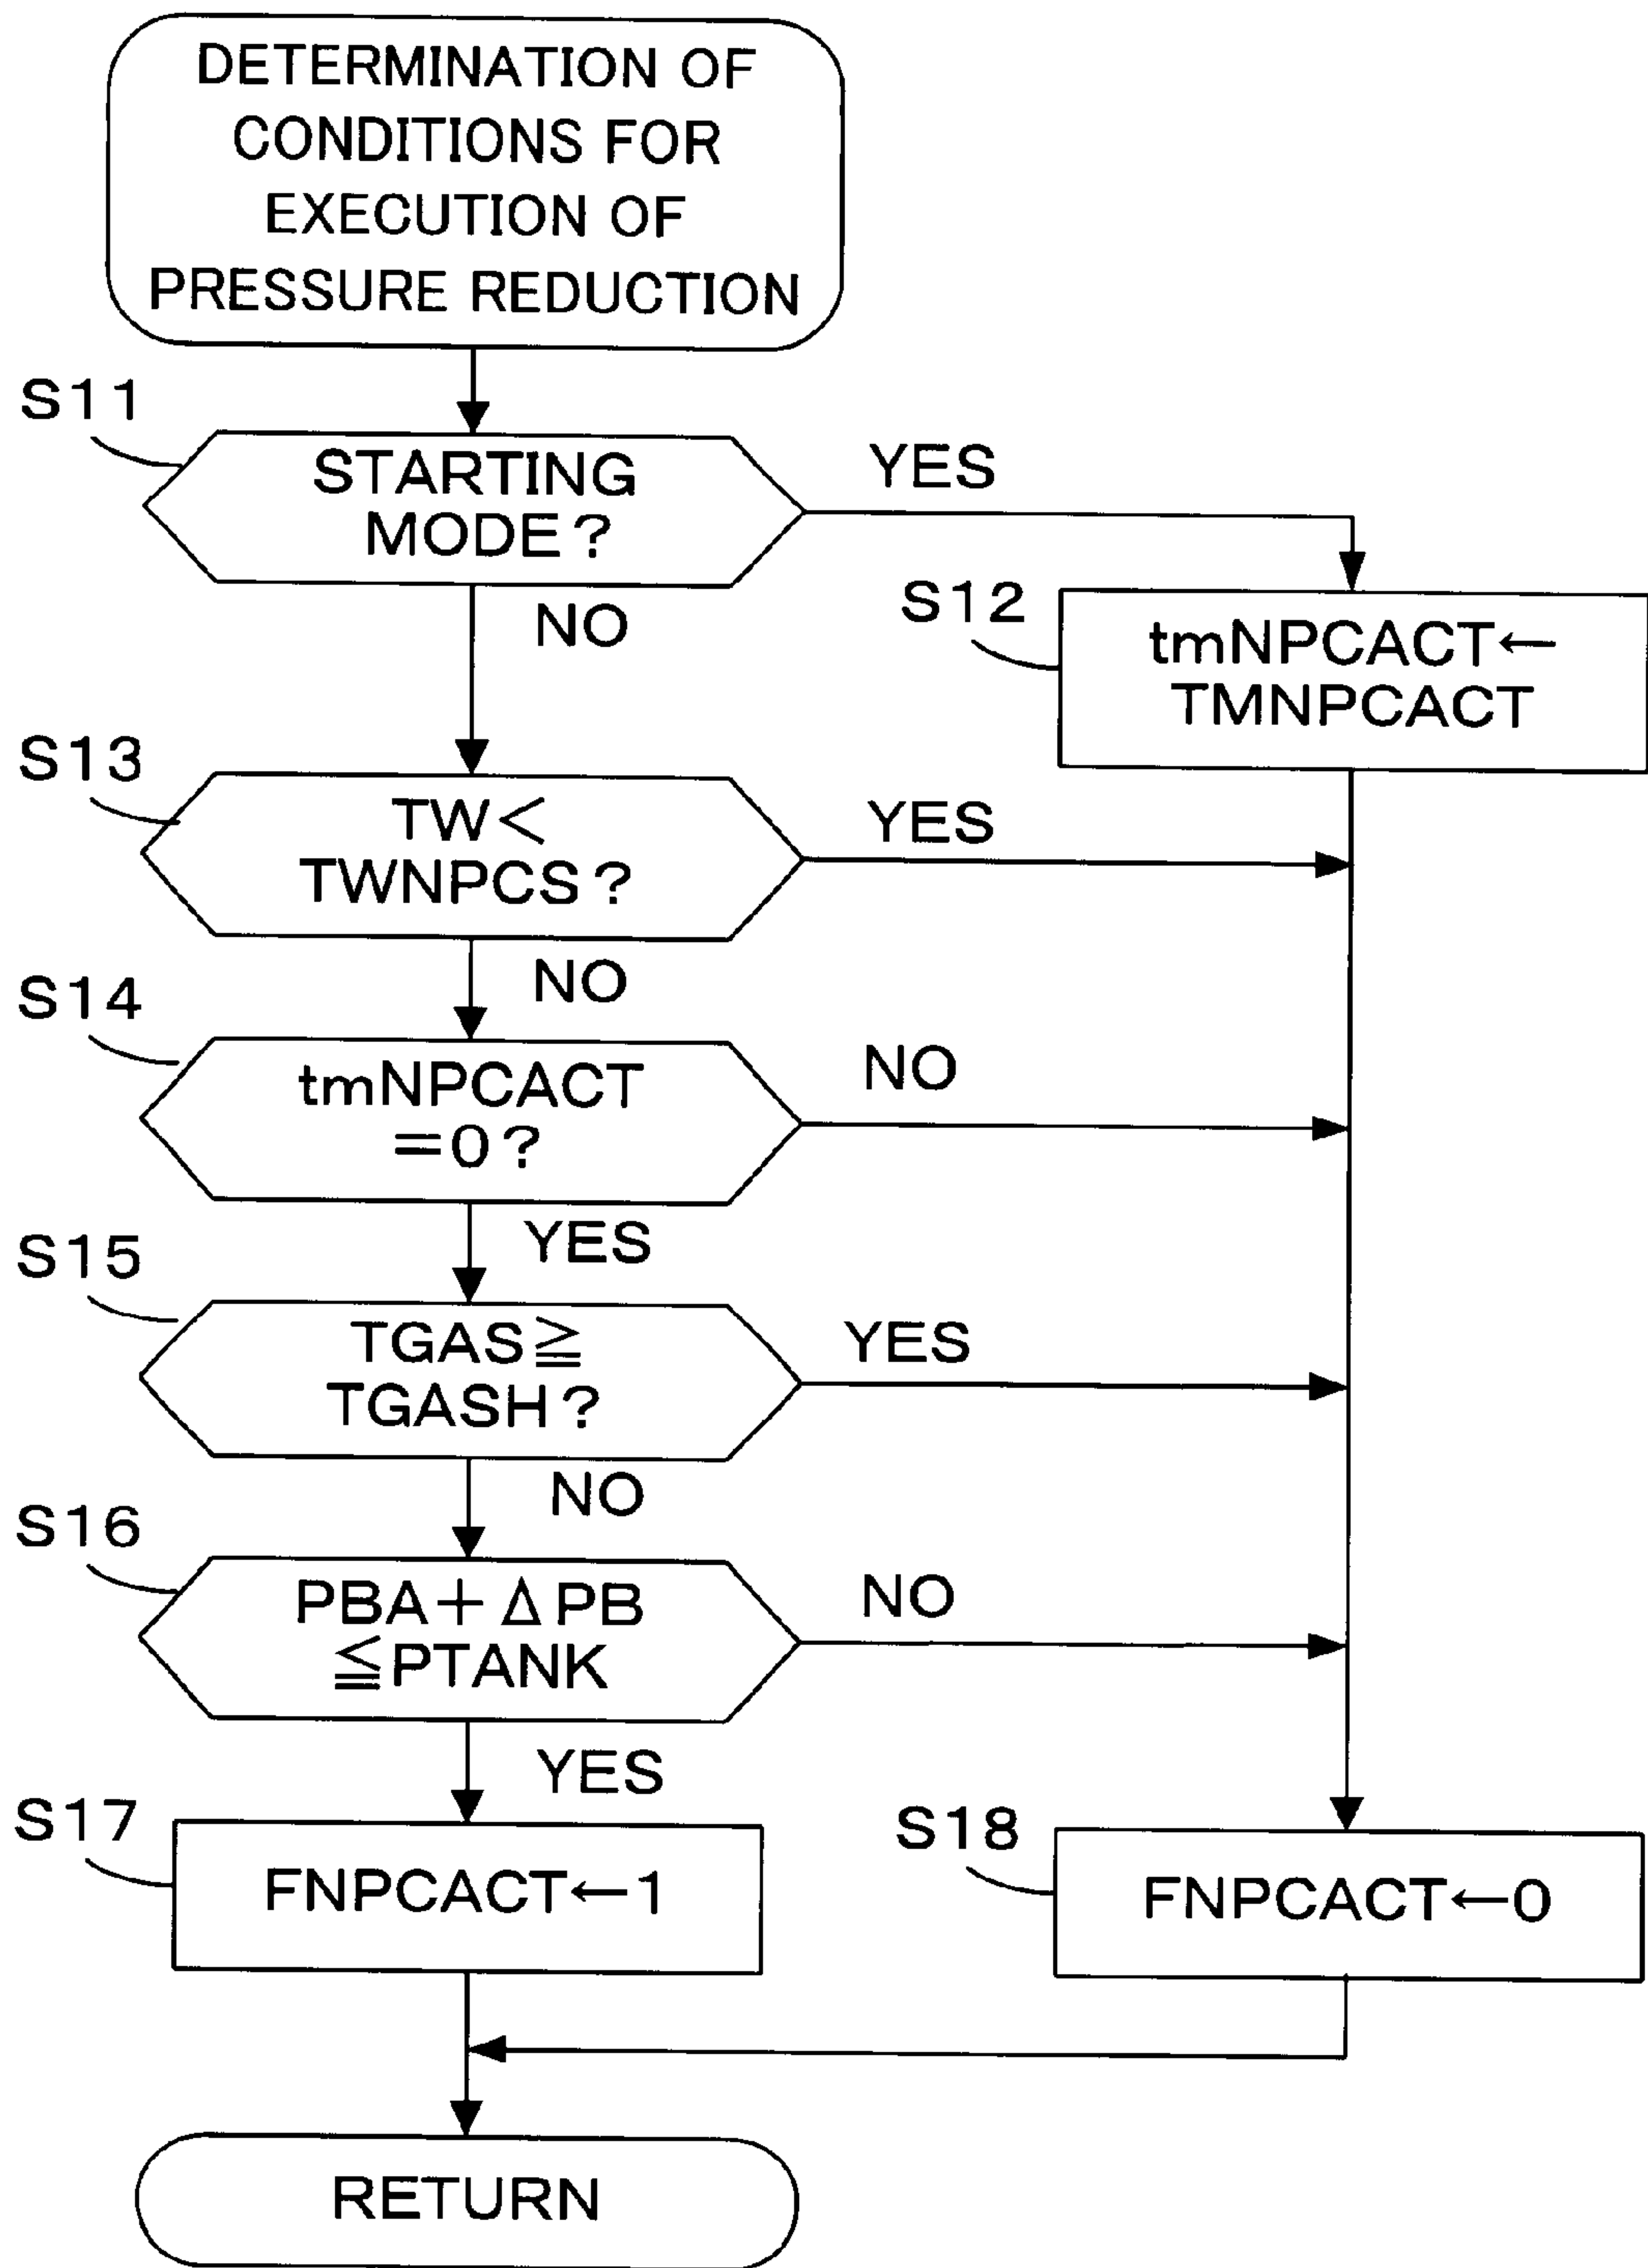 DETERMINATION OF
CONDITIONS FOR
EXECUTION OF
PRESSURE REDUCTION
S11
STARTING
MODE?
YES
NO
S12
tmNPCACT←
TMNPCACT
S13
TW<
TWNPCS?
YES
NO
S14
tmNPCACT
=0?
NO
YES
S15
TGAS≧
TGASH?
YES
NO
S16
PBA+ΔPB
≦PTANK
NO
YES
S17
FNPCACT←1
S18
FNPCACT←0
RETURN